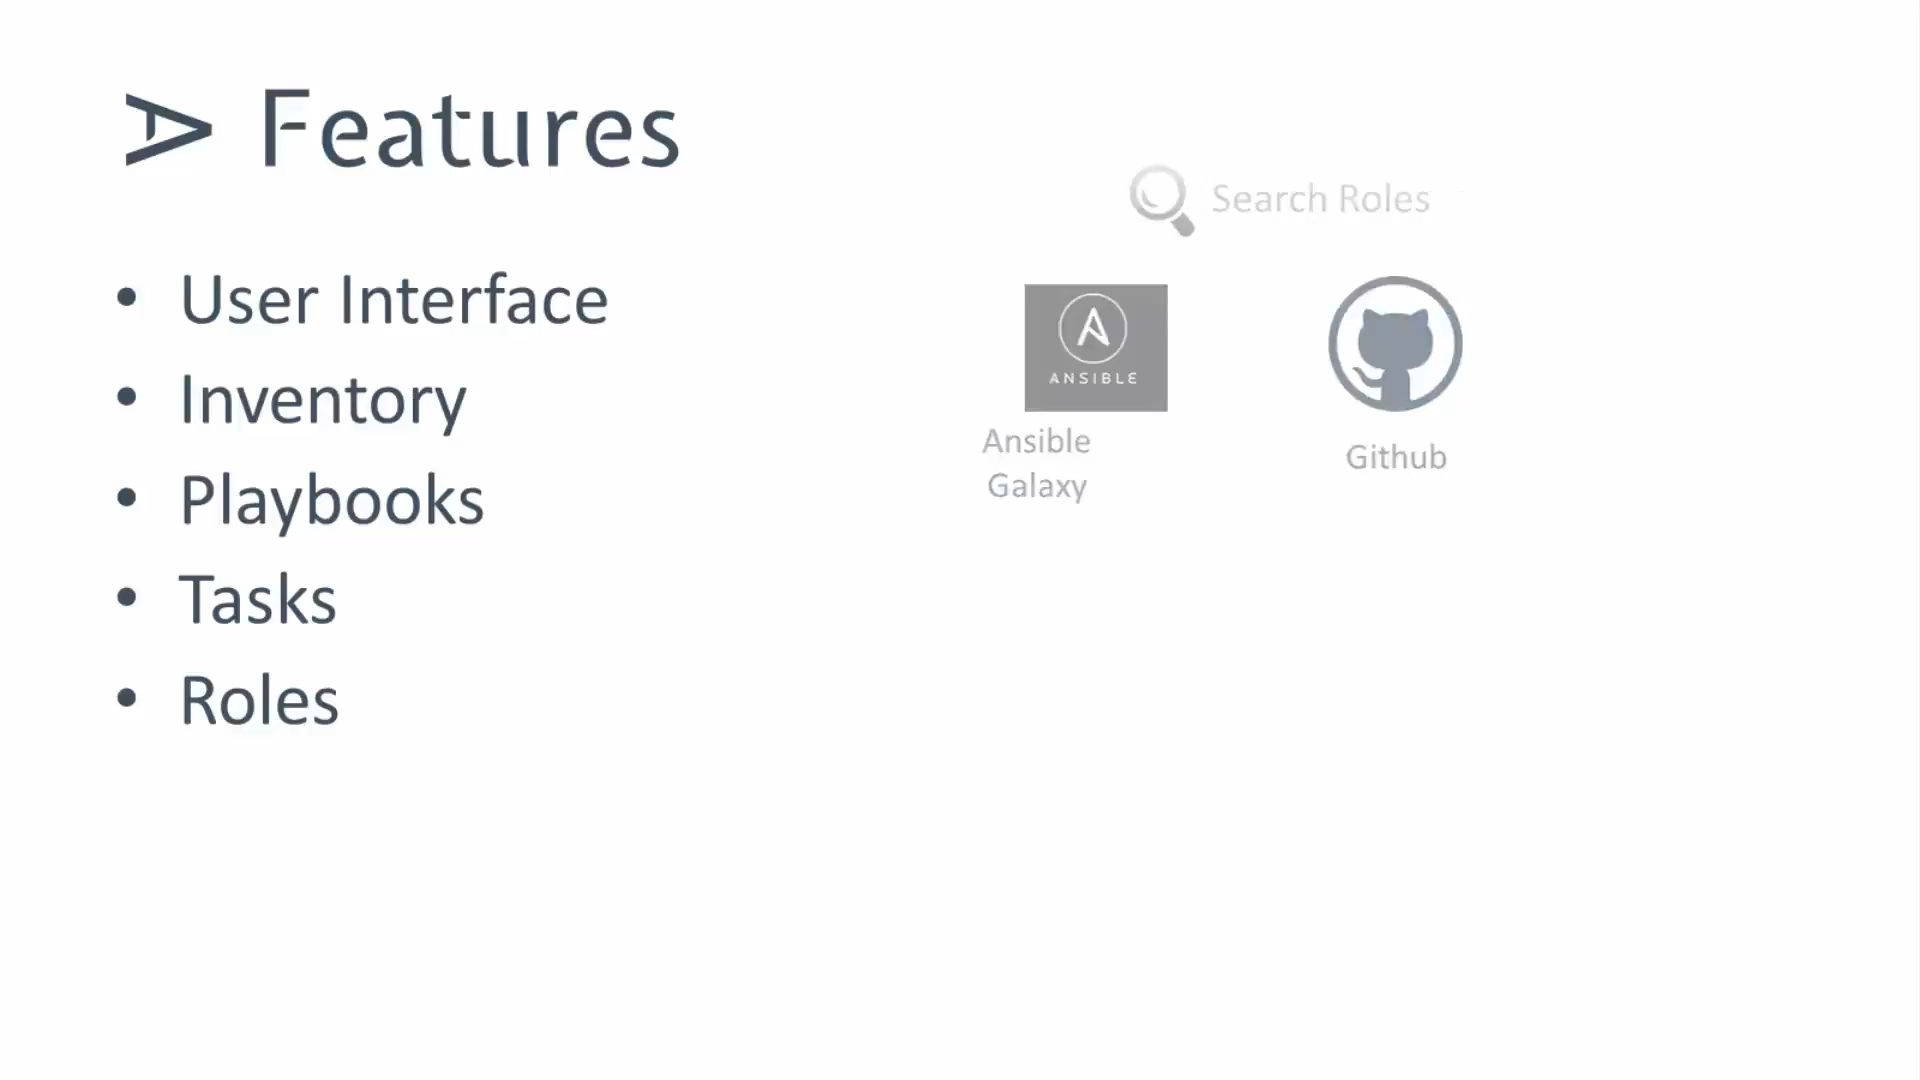 Features
• User Interface
• Inventory
• Playbooks
• Tasks
• Roles
Search Roles
ANSIBLE
Ansible
Galaxy
Github